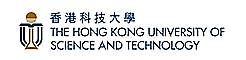 香港科技大學
THE HONG KONG UNIVERSITY OF
SCIENCE AND TECHNOLOGY